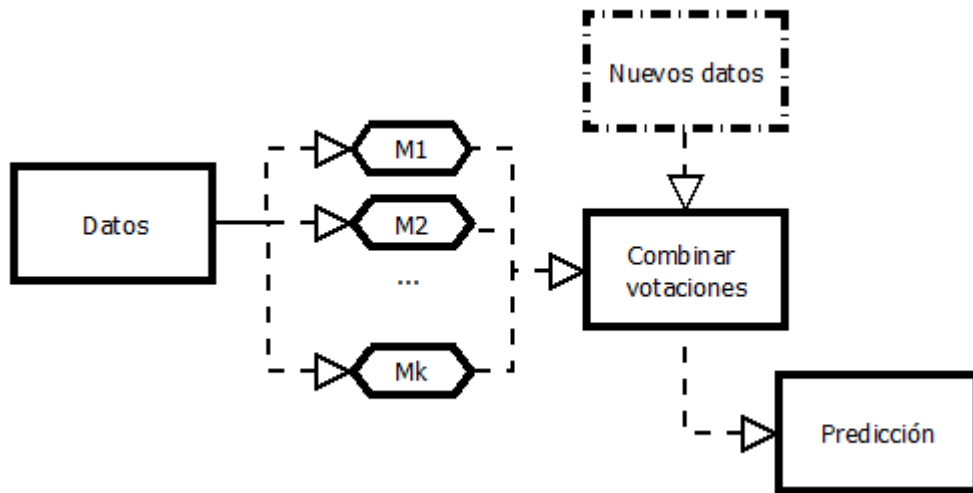 Nuevos datos
M1
Datos
M2
...
Combinar
votaciones
Mk
Predicción